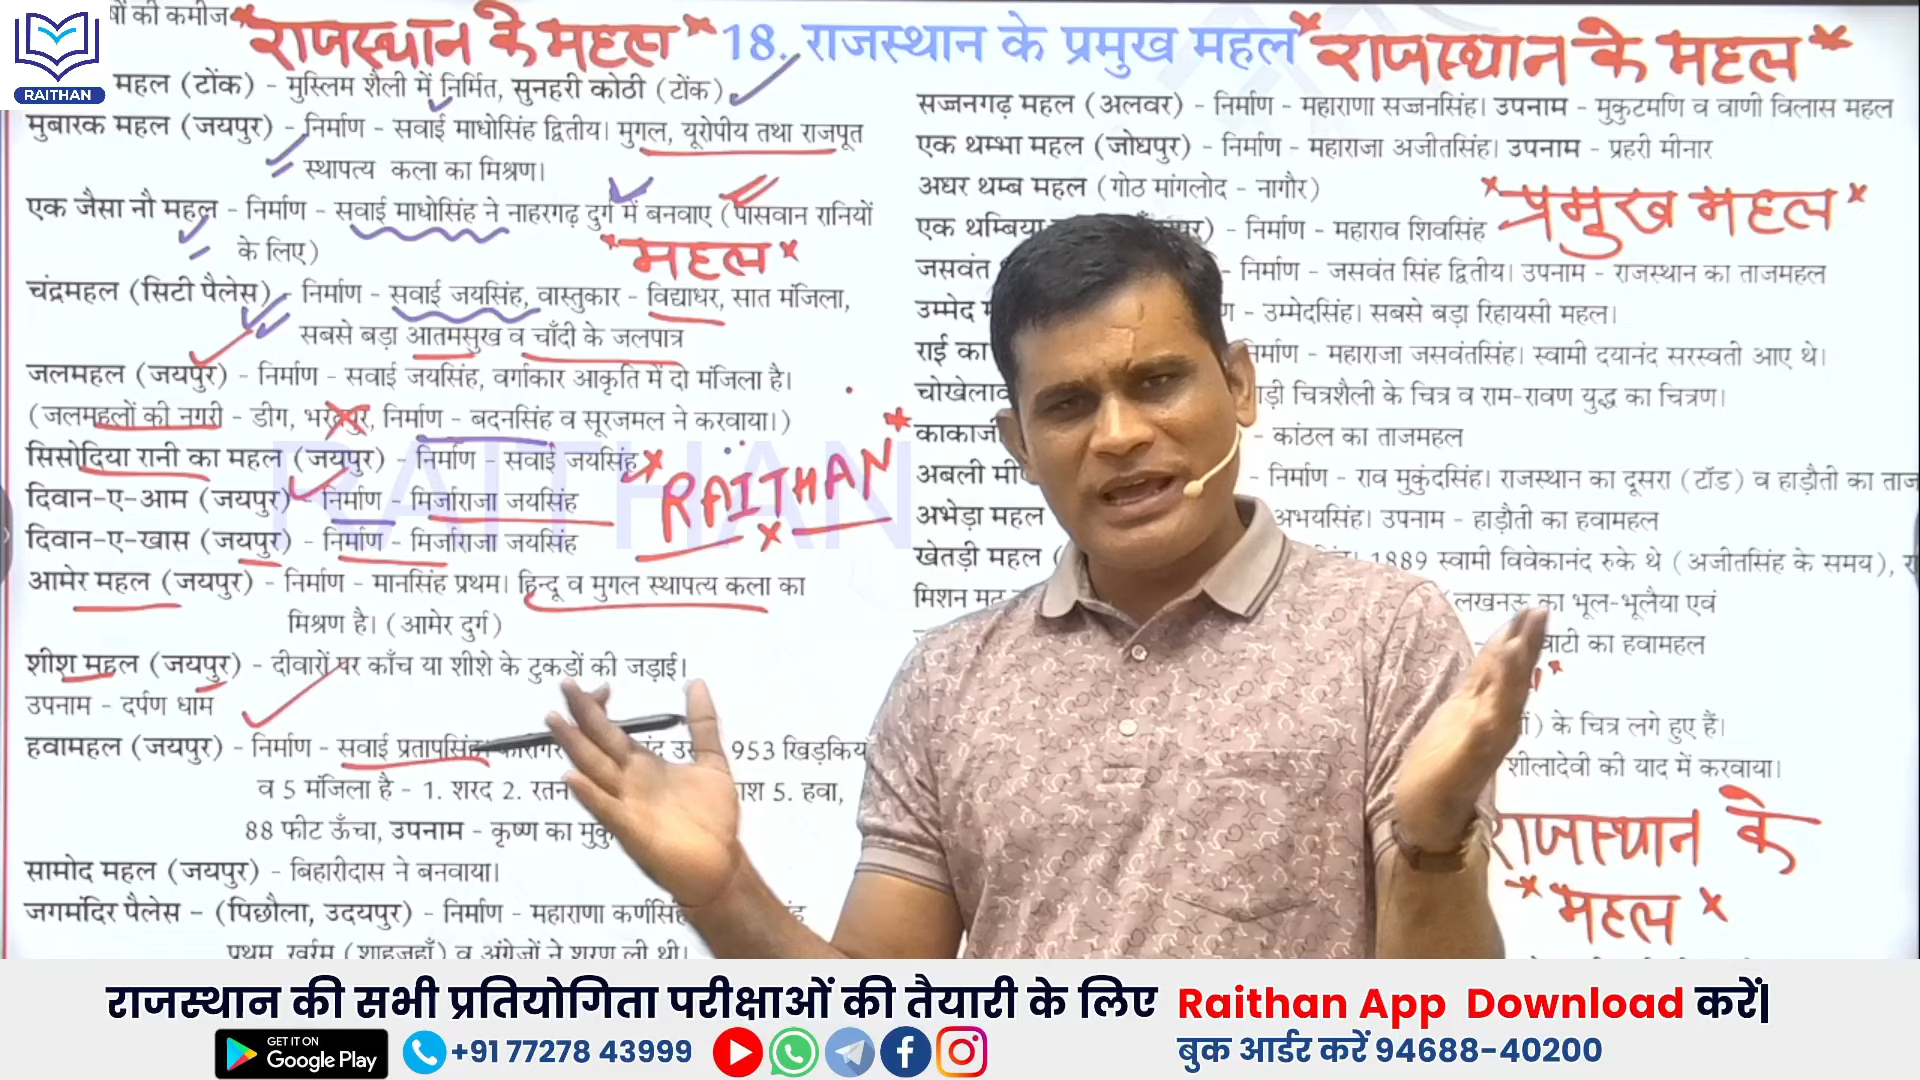 षों की कमीज
RAITHAN
राजस्थान के महल
18. राजस्थान के प्रमुख महल
राजस्थान के महल
महल (टोंक) - मुस्लिम शैली में निर्मित, सुनहरी कोठी (टोंक)
मुबारक महल (जयपुर) - निर्माण - सवाई माधोसिंह द्वितीय। मुगल, यूरोपीय तथा राजपूत
स्थापत्य कला का मिश्रण।
एक जैसा नौ महल - निर्माण - सवाई माधोसिंह ने नाहरगढ़ दुर्ग में बनवाए (पासवान रानियों
के लिए)
महल
चंद्रमहल (सिटी पैलेस) - निर्माण - सवाई जयसिंह, वास्तुकार - विद्याधर, सात मंजिला,
सबसे बड़ा आतमसुख व चाँदी के जलपात्र
जलमहल (जयपुर) - निर्माण - सवाई जयसिंह, वर्गाकार आकृति में दो मंजिला है।
(जलमहलों की नगरी - डीग, भरतपुर, निर्माण - बदनसिंह व सूरजमल ने करवाया।)
सिसोदिया रानी का महल (जयपुर) - निर्माण - सवाई जयसिंह
RAITHAN
दिवान-ए-आम (जयपुर) - निर्माण - मिर्जाराजा जयसिंह
दिवान-ए-खास (जयपुर) - निर्माण - मिर्जाराजा जयसिंह
आमेर महल (जयपुर) - निर्माण - मानसिंह प्रथम। हिन्दू व मुगल स्थापत्य कला का
मिश्रण है। (आमेर दुर्ग)
शीश महल (जयपुर) - दीवारों पर काँच या शीशे के टुकडों की जड़ाई।
उपनाम - दर्पण धाम
हवामहल (जयपुर) - निर्माण - सवाई प्रतापसिंह। 953 खिड़कियां
व 5 मंजिला है - 1. शरद 2. रतन 5. हवा,
88 फीट ऊँचा, उपनाम - कृष्ण का
सामोद महल (जयपुर) - बिहारीदास ने बनवाया।
जगमंदिर पैलेस - (पिछौला, उदयपुर) - निर्माण - महाराणा कर्णसिंह
प्रथम, खुर्रम (शाहजहाँ) व अंग्रेजों ने शरण ली थी।
सज्जनगढ़ महल (अलवर) - निर्माण - महाराणा सज्जनसिंह। उपनाम - मुकुटमणि व वाणी विलास महल
एक थम्भा महल (जोधपुर) - निर्माण - महाराजा अजीतसिंह। उपनाम - प्रहरी मीनार
अधर थम्ब महल (गोठ मांगलोद - नागौर)
प्रमुख महल
एक थम्बिया - निर्माण - महाराव शिवसिंह
जसवंत - निर्माण - जसवंत सिंह द्वितीय। उपनाम - राजस्थान का ताजमहल
उम्मेद - उम्मेदसिंह। सबसे बड़ा रिहायसी महल।
राई का निर्माण - महाराजा जसवंतसिंह। स्वामी दयानंद सरस्वती आए थे।
चोखेलाव चित्रशैली के चित्र व राम-रावण युद्ध का चित्रण।
काकाजी - कांठल का ताजमहल
अबली मी - निर्माण - राव मुकुंदसिंह। राजस्थान का दूसरा (टॉड) व हाड़ौती का ताज
अभेड़ा महल अभयसिंह। उपनाम - हाड़ौती का हवामहल
खेतड़ी महल ( 1889 स्वामी विवेकानंद रुके थे (अजीतसिंह के समय),
(लखनऊ का भूल-भूलैया एवं
वाटी का हवामहल
) के चित्र लगे हुए हैं।
शीलादेवी की याद में करवाया।
राजस्थान के
महल
राजस्थान की सभी प्रतियोगिता परीक्षाओं की तैयारी के लिए Raithan App Download करें|
GET IT ON Google Play +91 77278 43999 बुक आर्डर करें 94688-40200